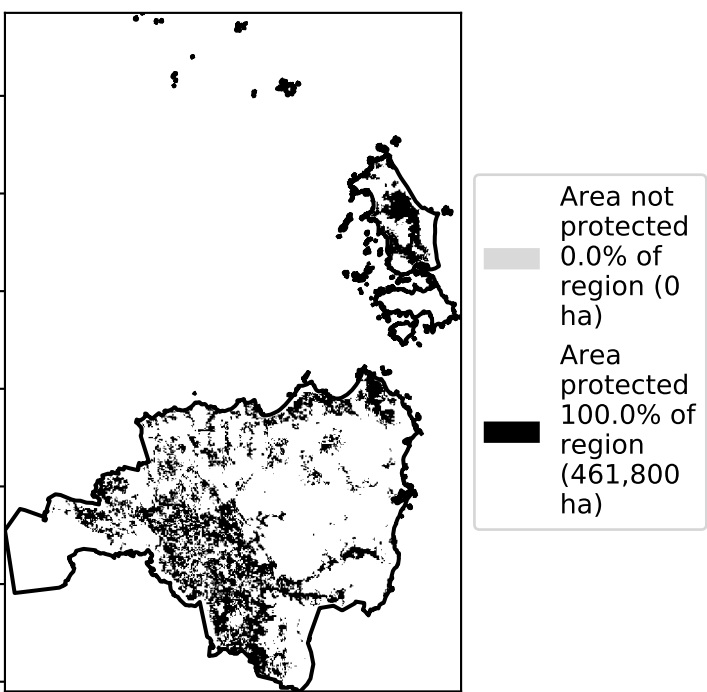 Area not
protected
0.0% of
region (0
ha)
Area
protected
100.0% of
region
(461,800
ha)